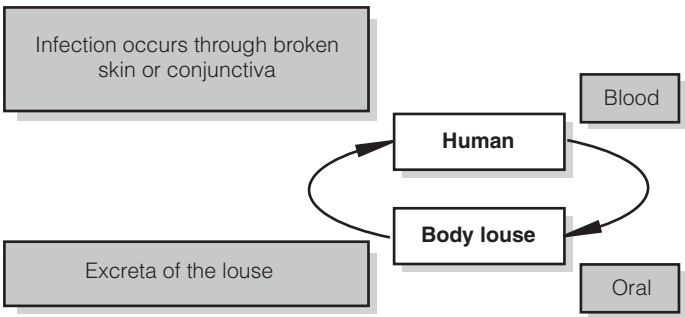 Infection occurs through broken
skin or conjunctiva
Blood
Human
Body louse
Excreta of the louse
Oral